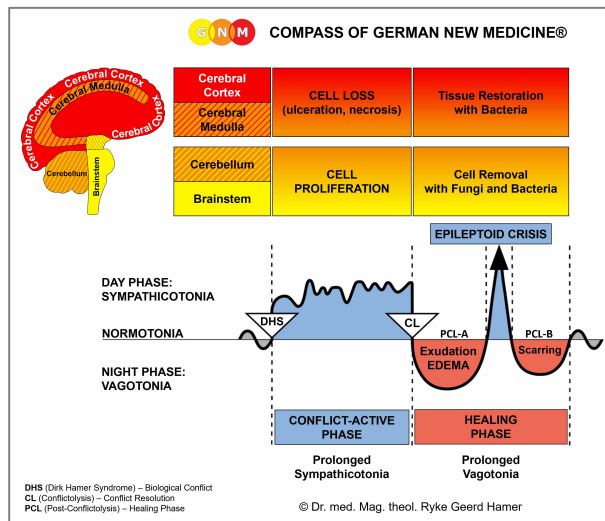 G N M COMPASS OF GERMAN NEW MEDICINE®
Cerebral Cortex
Cerebral Medulla
Cerebral Cortex
Cortex
Cerebral Cortex
Cerebellum
Brainstem
Cerebral
Cortex
Cerebral
Medulla
CELL LOSS
(ulceration, necrosis)
Tissue Restoration
with Bacteria
Cerebellum
Brainstem
CELL
PROLIFERATION
Cell Removal
with Fungi and Bacteria
EPILEPTOID CRISIS
DAY PHASE:
SYMPATHICOTONIA
DHS
CL
NORMOTONIA
PCL-A
PCL-B
Exudation
EDEMA
Scarring
NIGHT PHASE:
VAGOTONIA
CONFLICT-ACTIVE
PHASE
HEALING
PHASE
Prolonged
Sympathicotonia
Prolonged
Vagotonia
DHS (Dirk Hamer Syndrome) – Biological Conflict
CL (Conflictolysis) – Conflict Resolution
PCL (Post-Conflictolysis) – Healing Phase
© Dr. med. Mag. theol. Ryke Geerd Hamer